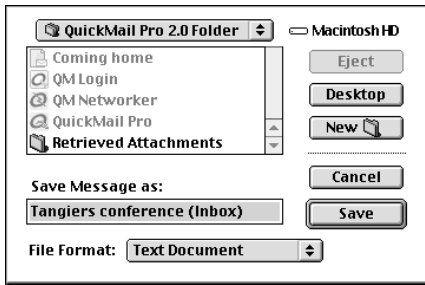 QuickMail Pro 2.0 Folder
Macintosh HD
Coming home
QM Login
QM Networker
QuickMail Pro
Retrieved Attachments
Eject
Desktop
New
Save Message as:
Tangiers conference (Inbox)
Cancel
Save
File Format: Text Document